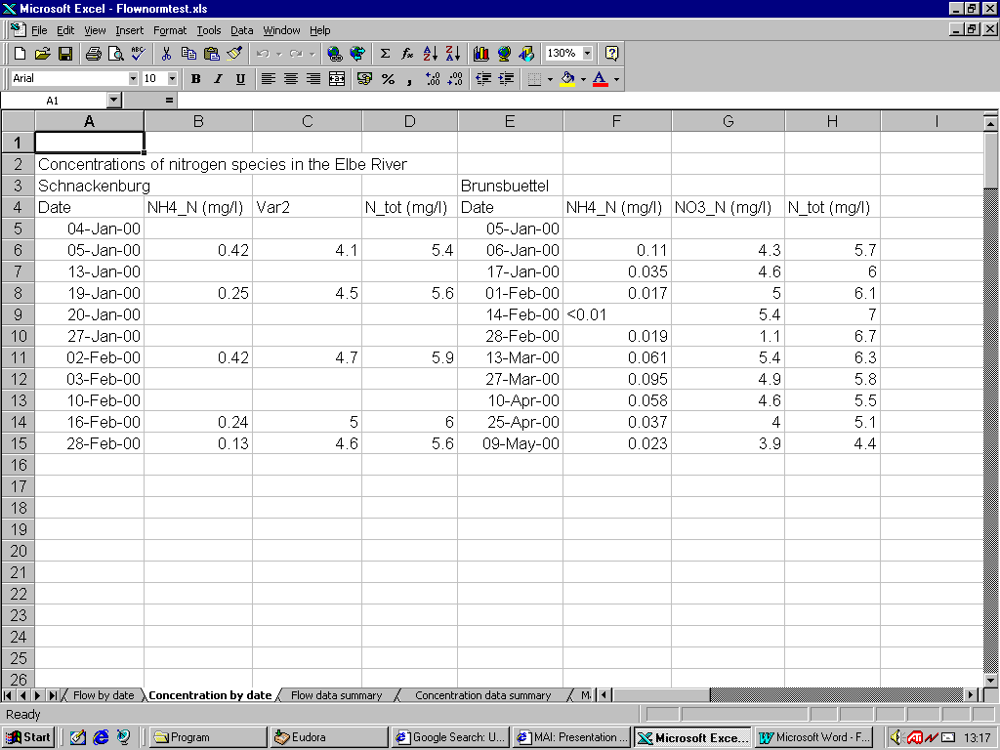 Microsoft Excel - Flownormtest.xls
File Edit View Insert Format Tools Data Window Help
130%
Arial 10 B I U % ,
A1 =
A B C D E F G H I
1
2 Concentrations of nitrogen species in the Elbe River
3 Schnackenburg Brunsbuettel
4 Date NH4_N (mg/l) Var2 N_tot (mg/l) Date NH4_N (mg/l) NO3_N (mg/l) N_tot (mg/l)
5 04-Jan-00 05-Jan-00
6 05-Jan-00 0.42 4.1 5.4 06-Jan-00 0.11 4.3 5.7
7 13-Jan-00 17-Jan-00 0.035 4.6 6
8 19-Jan-00 0.25 4.5 5.6 01-Feb-00 0.017 5 6.1
9 20-Jan-00 14-Feb-00 <0.01 5.4 7
10 27-Jan-00 28-Feb-00 0.019 1.1 6.7
11 02-Feb-00 0.42 4.7 5.9 13-Mar-00 0.061 5.4 6.3
12 03-Feb-00 27-Mar-00 0.095 4.9 5.8
13 10-Feb-00 10-Apr-00 0.058 4.6 5.5
14 16-Feb-00 0.24 5 6 25-Apr-00 0.037 4 5.1
15 28-Feb-00 0.13 4.6 5.6 09-May-00 0.023 3.9 4.4
16
17
18
19
20
21
22
23
24
25
26
Flow by date Concentration by date Flow data summary Concentration data summary
Ready
Start Program Eudora Google Search: U... MAI: Presentation ... Microsoft Exce... Microsoft Word - F... 13:17